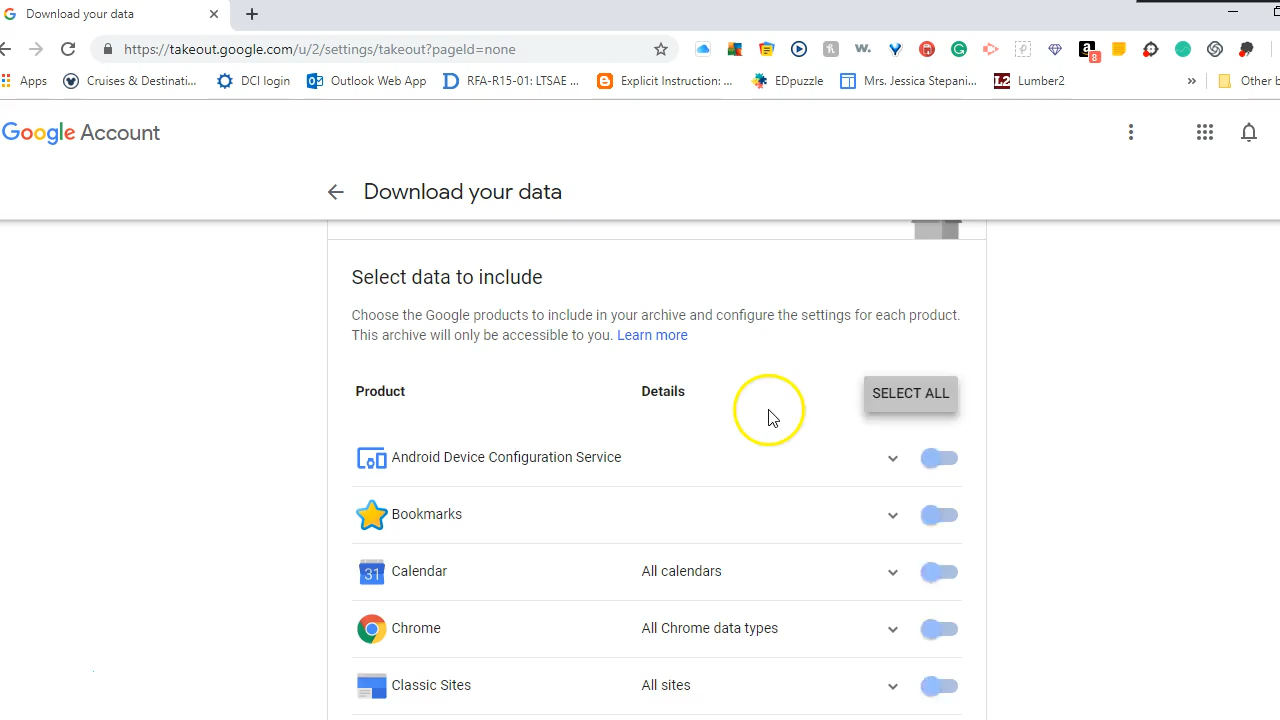 Download your data
https://takeout.google.com/u/2/settings/takeout?pageId=none
8
Apps
Cruises & Destinati...
DCI login
Outlook Web App
RFA-R15-01: LTSAE ...
Explicit Instruction: ...
EDpuzzle
Mrs. Jessica Stepani...
L2 Lumber2
»
Other b
Google Account
Download your data
Select data to include
Choose the Google products to include in your archive and configure the settings for each product.
This archive will only be accessible to you. Learn more
Product Details SELECT ALL
Android Device Configuration Service
Bookmarks
31 Calendar All calendars
Chrome All Chrome data types
Classic Sites All sites